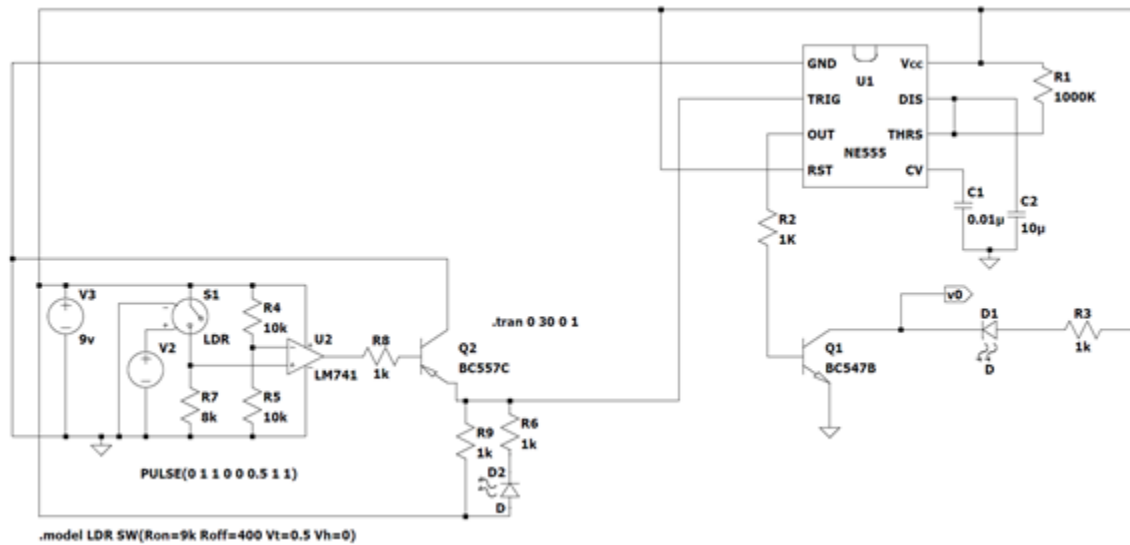 GND
Vcc
U1
R1
1000K
TRIG
DIS
OUT
THRS
NE555
RST
CV
C1
0.01µ
C2
10µ
R2
1K
V3
9v
S1
LDR
V2
R4
10k
U2
LM741
R8
1k
Q2
BC557C
.tran 0 30 0 1
v0
D1
D
R3
1k
Q1
BC547B
R7
8k
R5
10k
R9
1k
R6
1k
D2
D
PULSE(0 1 1 0 0 0.5 1 1)
.model LDR SW(Ron=9k Roff=400 Vt=0.5 Vh=0)